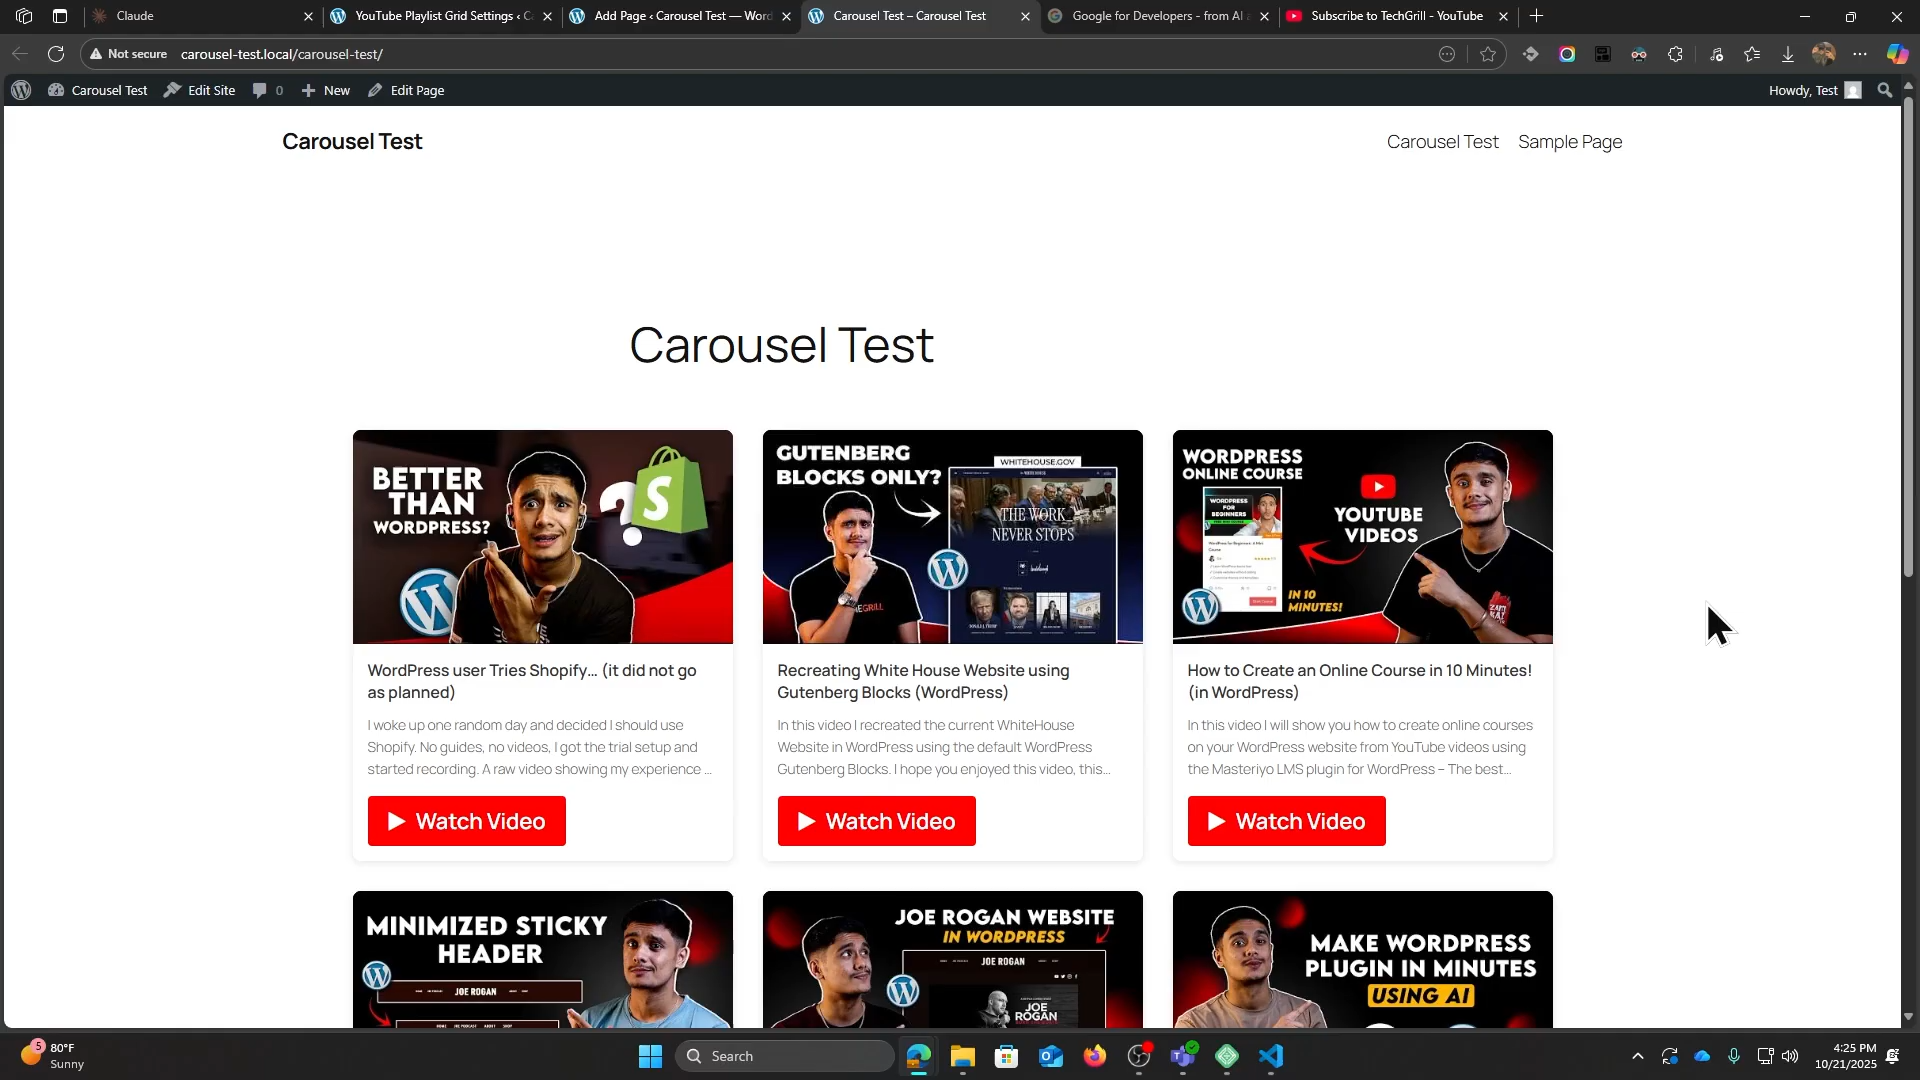 Claude
YouTube Playlist Grid Settings ‹ C
Add Page ‹ Carousel Test — Word
Carousel Test – Carousel Test
Google for Developers - from AI
Subscribe to TechGrill - YouTube
Not secure
carousel-test.local/carousel-test/
Carousel Test
Edit Site
0
New
Edit Page
Howdy, Test
Carousel Test
Carousel Test
Sample Page
Carousel Test
BETTER
THAN
WORDPRESS?
GUTENBERG
BLOCKS ONLY?
WHITEHOUSE.GOV
THE WORK
NEVER STOPS
WORDPRESS
ONLINE COURSE
WORDPRESS
FOR
BEGINNERS
YOUTUBE
VIDEOS
IN 10
MINUTES!
WordPress user Tries Shopify... (it did not go
as planned)
Recreating White House Website using
Gutenberg Blocks (WordPress)
How to Create an Online Course in 10 Minutes!
(in WordPress)
I woke up one random day and decided I should use
Shopify. No guides, no videos, I got the trial setup and
started recording. A raw video showing my experience ...
In this video I recreated the current WhiteHouse
Website in WordPress using the default WordPress
Gutenberg Blocks. I hope you enjoyed this video, this...
In this video I will show you how to create online courses
on your WordPress website from YouTube videos using
the Masteriyo LMS plugin for WordPress – The best...
▶ Watch Video
▶ Watch Video
▶ Watch Video
MINIMIZED STICKY
HEADER
JOE ROGAN
JOE ROGAN WEBSITE
IN WORDPRESS
JOE ROGAN
JOE
ROGAN
MAKE WORDPRESS
PLUGIN IN MINUTES
USING AI
5
80°F
Sunny
Search
4:25 PM
10/21/2025